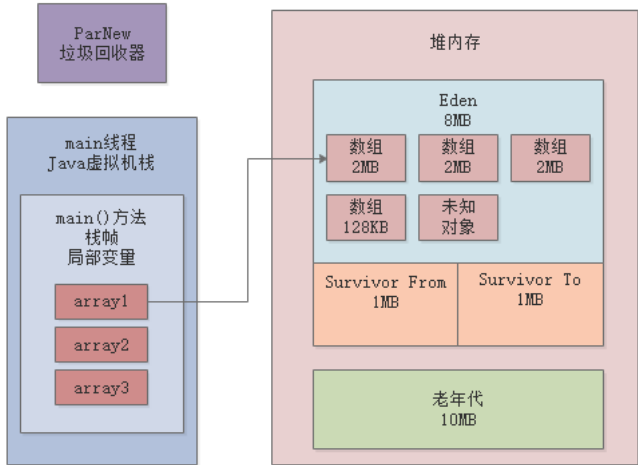 ParNew
垃圾回收器
main线程
Java虚拟机栈
main()方法
栈帧
局部变量
array1
array2
array3
堆内存
Eden
8MB
数组
2MB
数组
2MB
数组
2MB
数组
128KB
未知
对象
Survivor From
1MB
Survivor To
1MB
老年代
10MB